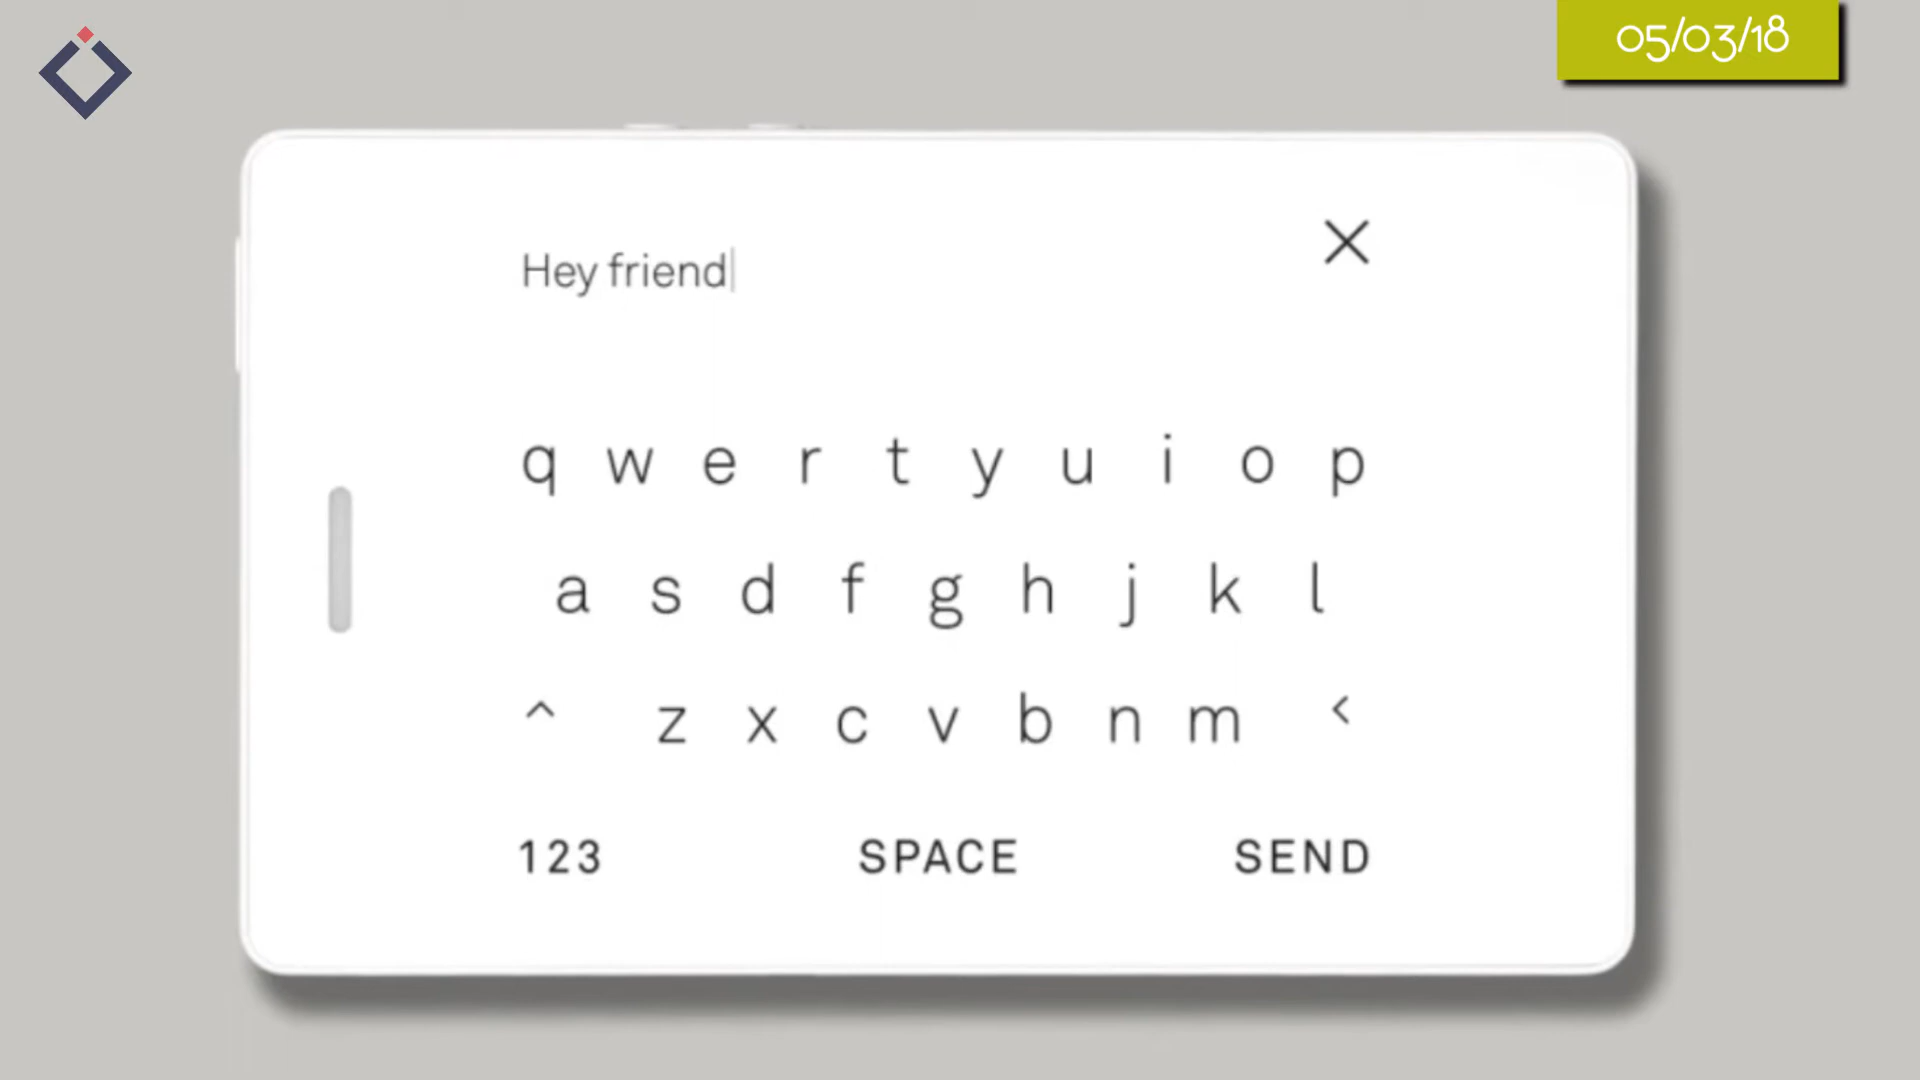 05/03/18
Hey friend
q w e r t y u i o p
a s d f g h j k l
^ z x c v b n m <
123 SPACE SEND